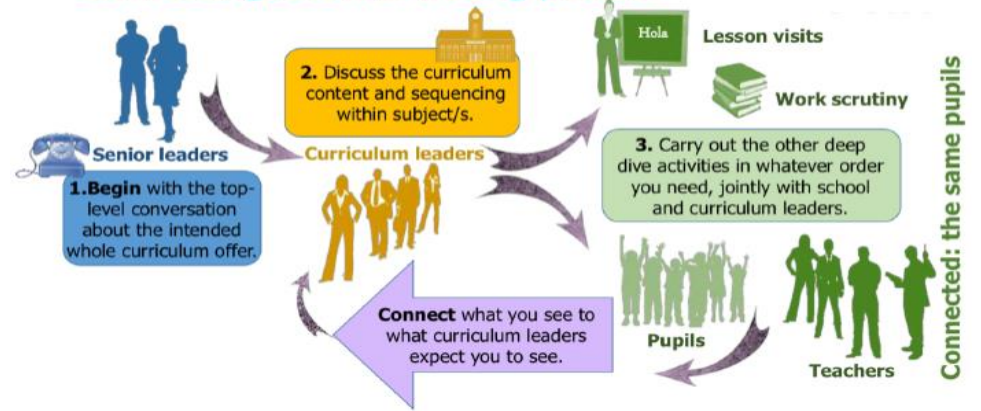 Senior leaders
1.Begin with the top-
level conversation
about the intended
whole curriculum offer.
2. Discuss the curriculum
content and sequencing
within subject/s.
Curriculum leaders
Hola
Lesson visits
Work scrutiny
3. Carry out the other deep
dive activities in whatever order
you need, jointly with school
and curriculum leaders.
Pupils
Teachers
Connect what you see to
what curriculum leaders
expect you to see.
Connected: the same pupils